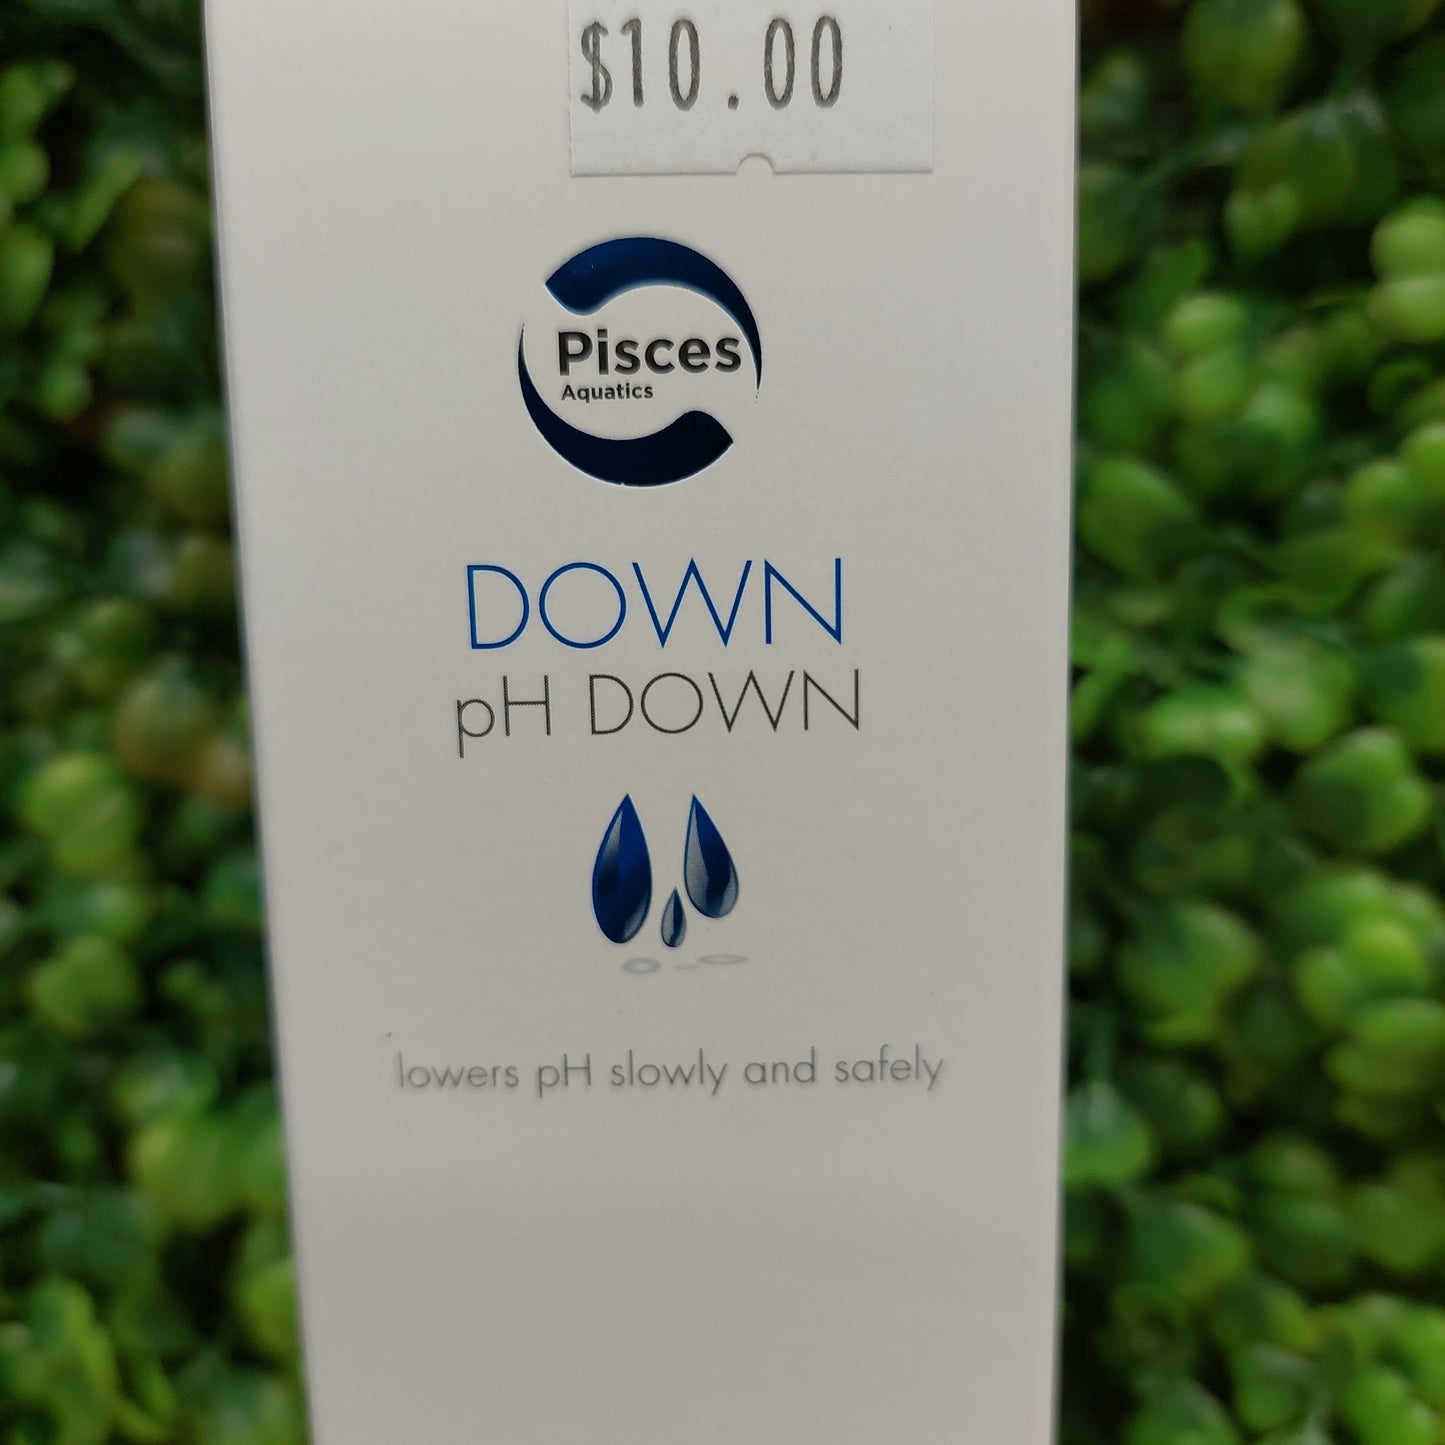 $10.00
Pisces
Aquatics
DOWN
pH DOWN
lowers pH slowly and safely